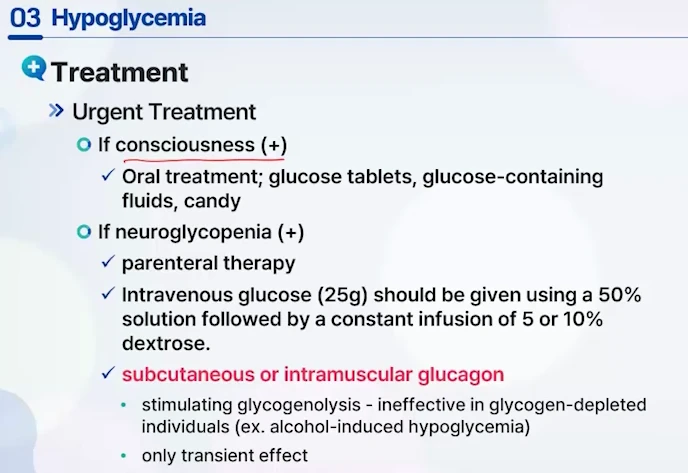 03 Hypoglycemia
Treatment
Urgent Treatment
If consciousness (+)
Oral treatment; glucose tablets, glucose-containing
fluids, candy
If neuroglycopenia (+)
parenteral therapy
Intravenous glucose (25g) should be given using a 50%
solution followed by a constant infusion of 5 or 10%
dextrose.
subcutaneous or intramuscular glucagon
stimulating glycogenolysis - ineffective in glycogen-depleted
individuals (ex. alcohol-induced hypoglycemia)
only transient effect